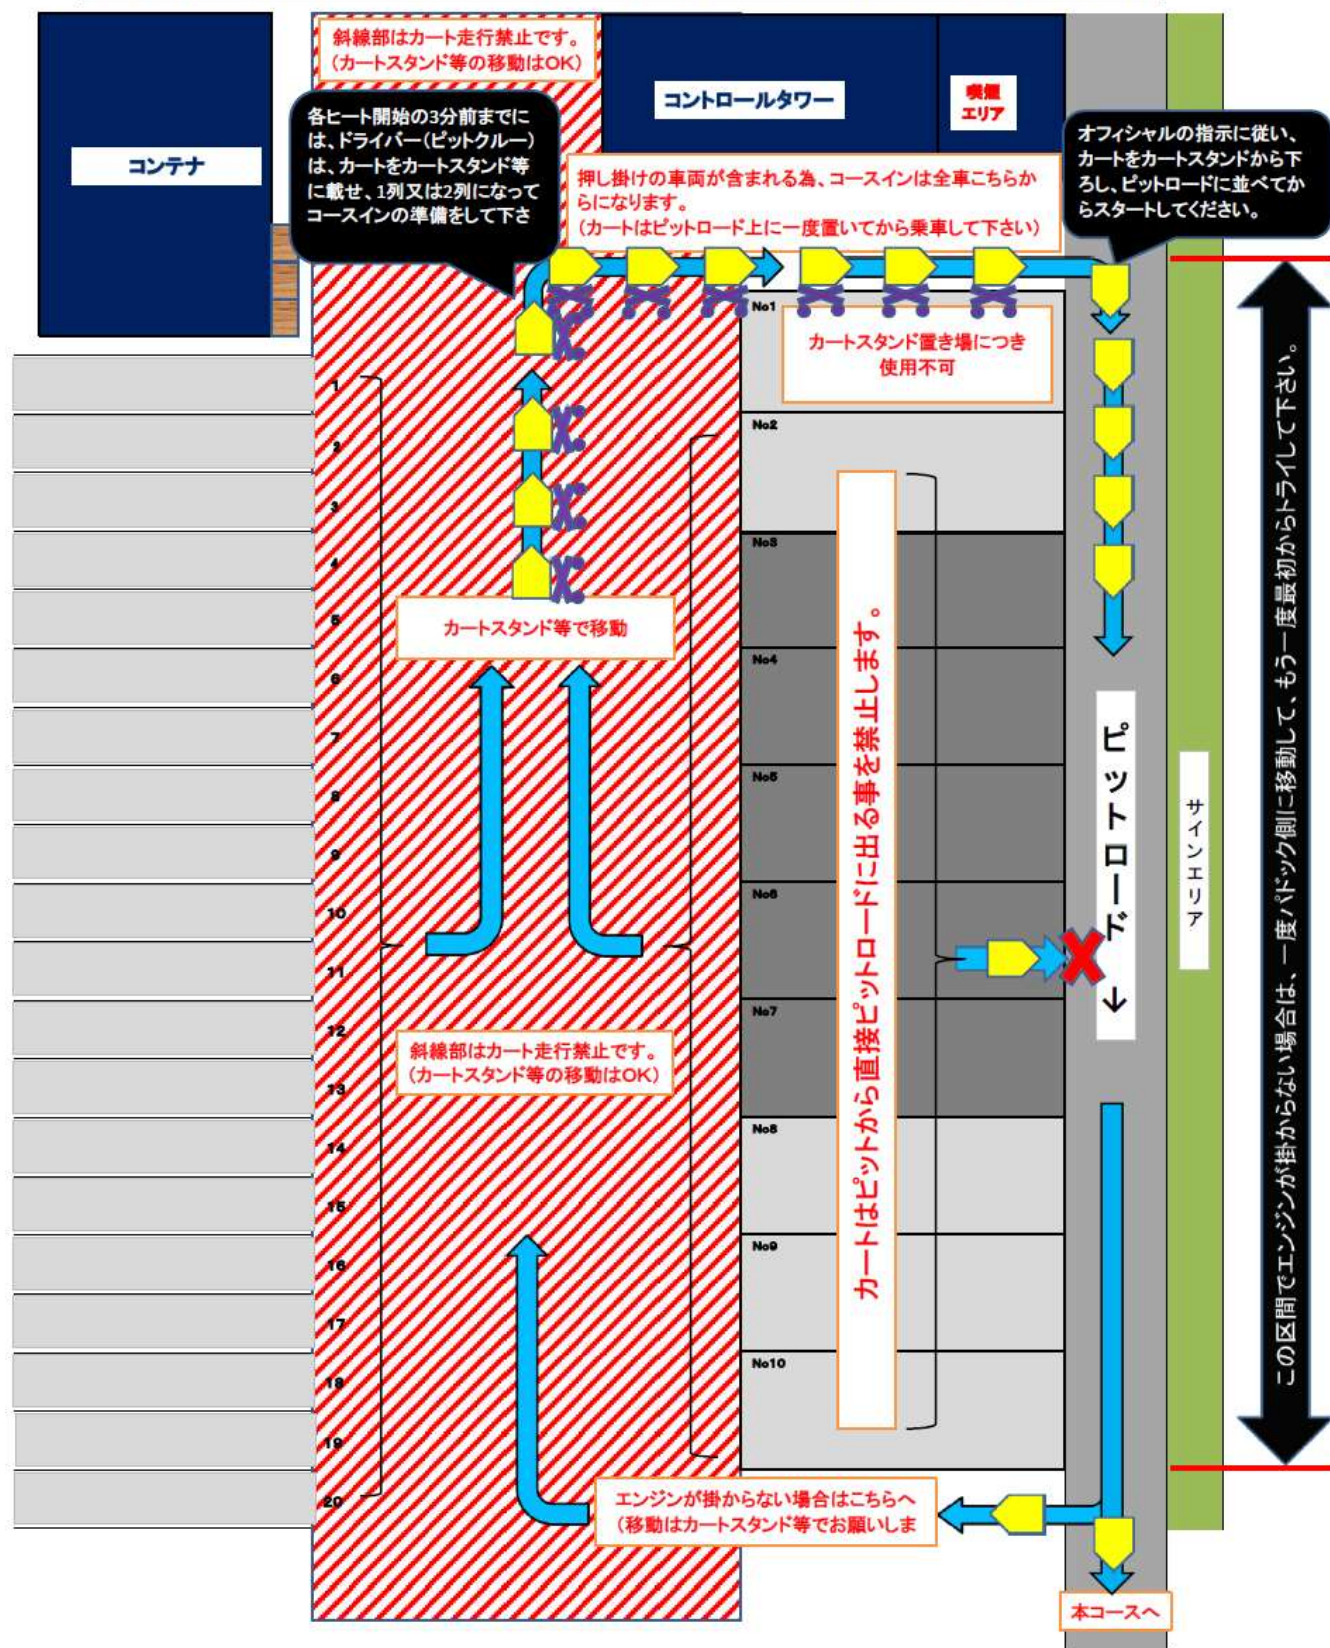 斜線部はカート走行禁止です。
(カートスタンド等の移動はOK)
コントロールタワー
喫煙
エリア
コンテナ
各ヒート開始の3分前までに
は、ドライバー(ピットクルー)
は、カートをカートスタンド等
に載せ、1列又は2列になって
コースインの準備をして下さ
押し掛けの車両が含まれる為、コースインは全車こちらか
らになります。
(カートはピットロード上に一度置いてから乗車して下さい)
オフィシャルの指示に従い、
カートをカートスタンドから下
ろし、ピットロードに並べてか
らスタートしてください。
No1
カートスタンド置き場につき
使用不可
No2
No3
No4
No5
No6
No7
No8
No9
No10
1
2
3
4
5
6
7
8
9
10
11
12
13
14
15
16
17
18
19
20
カートスタンド等で移動
斜線部はカート走行禁止です。
(カートスタンド等の移動はOK)
カートはピットから直接ピットロードに出る事を禁止します。
ピットロード ↓
サインエリア
この区間でエンジンが掛からない場合は、一度パドック側に移動して、もう一度最初からトライして下さい。
エンジンが掛からない場合はこちらへ
(移動はカートスタンド等でお願いしま
本コースへ